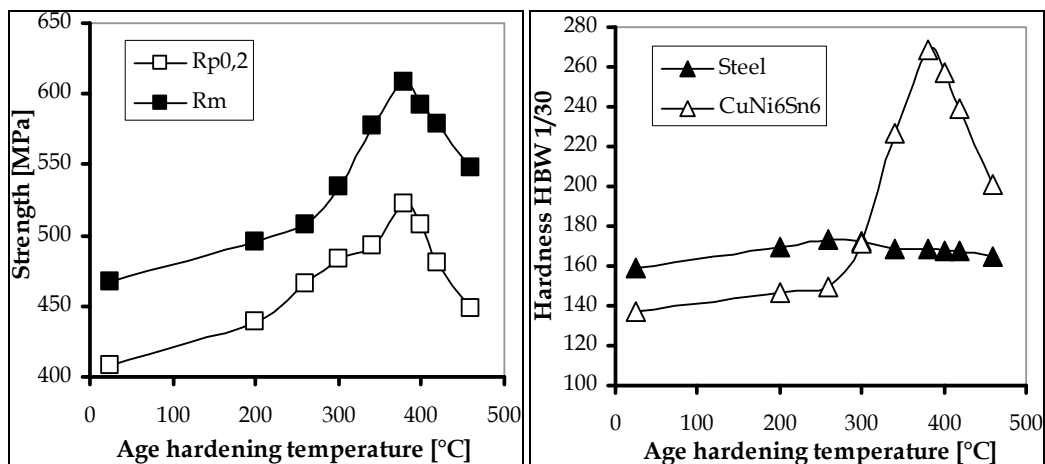 Strength [MPa]
650
600
550
500
450
400
0 100 200 300 400 500
Age hardening temperature [°C]
Rp0,2
Rm
Hardness HBW 1/30
280
260
240
220
200
180
160
140
120
100
0 100 200 300 400 500
Age hardening temperature [°C]
Steel
CuNi6Sn6